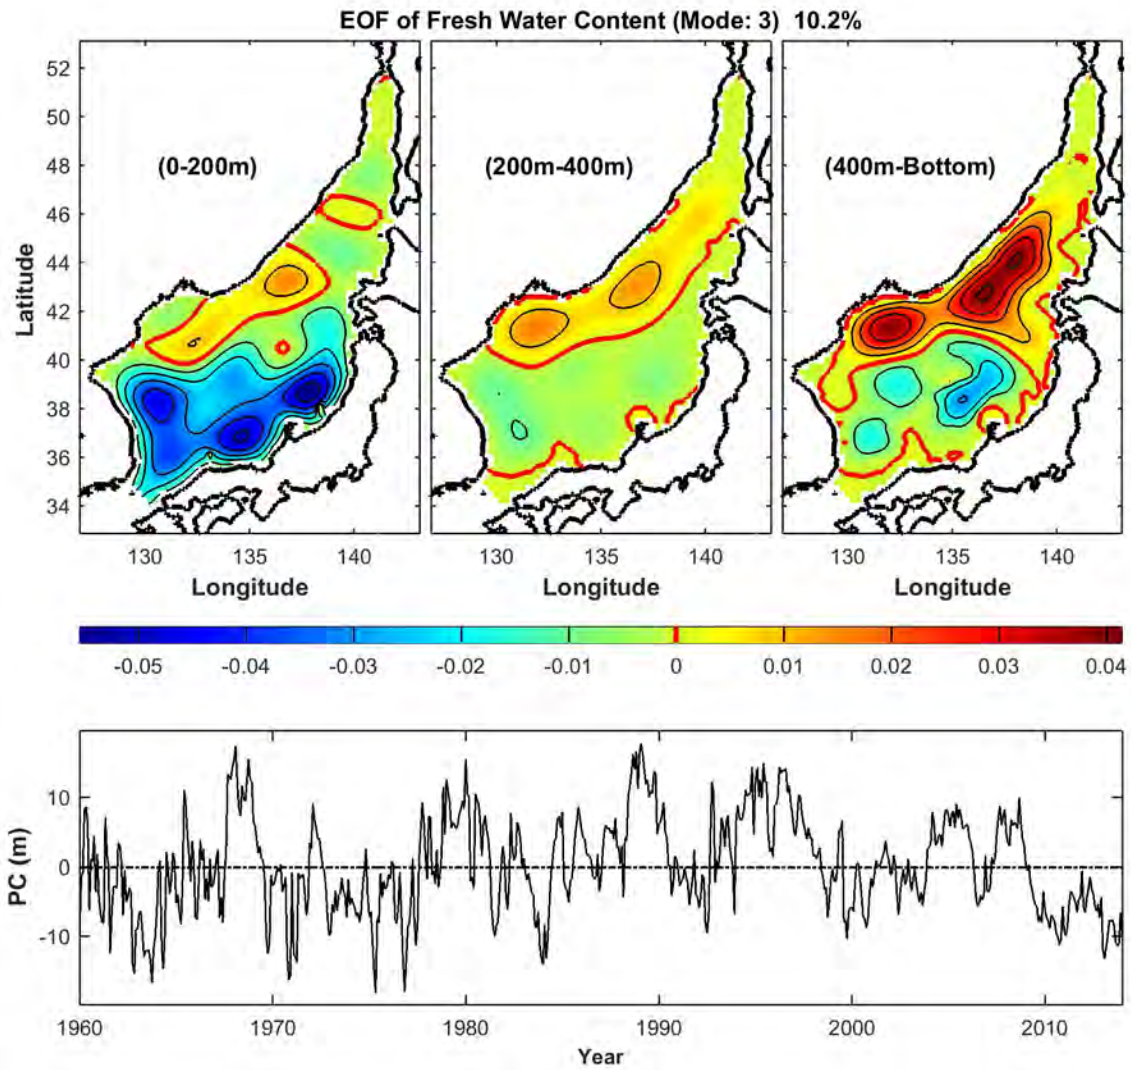 EOF of Fresh Water Content (Mode: 3) 10.2%
52
50
48
46
44
42
40
38
36
34
Latitude
(0-200m)
(200m-400m)
(400m-Bottom)
130 135 140
130 135 140
130 135 140
Longitude
Longitude
Longitude
-0.05 -0.04 -0.03 -0.02 -0.01 0 0.01 0.02 0.03 0.04
PC (m)
10
0
-10
1960 1970 1980 1990 2000 2010
Year